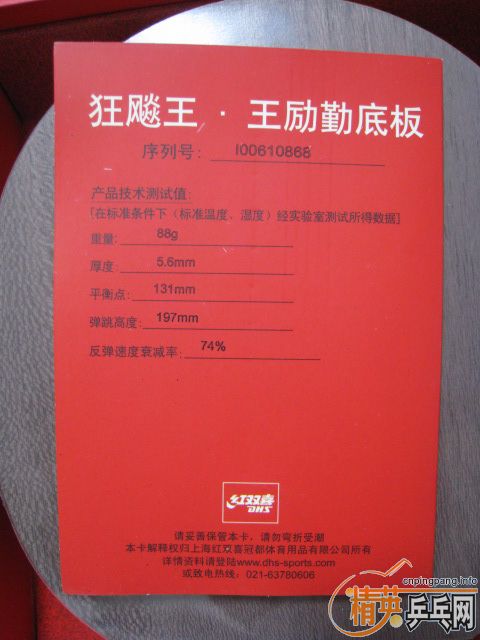 狂飚王·王励勤底板
序列号: I00610868
产品技术测试值:
[在标准条件下(标准温度、湿度)经实验室测试所得数据]
重量: 88g
厚度: 5.6mm
平衡点: 131mm
弹跳高度: 197mm
反弹速度衰减率: 74%
红双喜
DHS
请妥善保管本卡，请勿弯折受潮
本卡解释权归上海红双喜冠都体育用品有限公司所有
详情资料请登陆www.dhs-sports.com
或致电热线: 021-63780606
cnpingpang.info
精英乒乓网